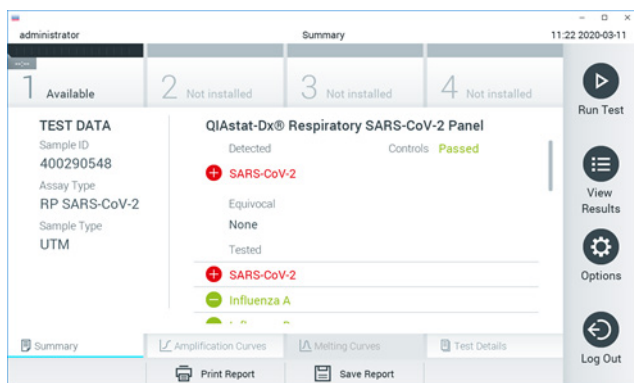 administrator Summary 11:22 2020-03-11
1 Available 2 Not installed 3 Not installed 4 Not installed
Run Test
TEST DATA
Sample ID
400290548
Assay Type
RP SARS-CoV-2
Sample Type
UTM
QIAstat-Dx® Respiratory SARS-CoV-2 Panel
Detected Controls Passed
SARS-CoV-2
Equivocal
None
Tested
SARS-CoV-2
Influenza A
View
Results
Options
Log Out
Summary Amplification Curves Melting Curves Test Details
Print Report Save Report